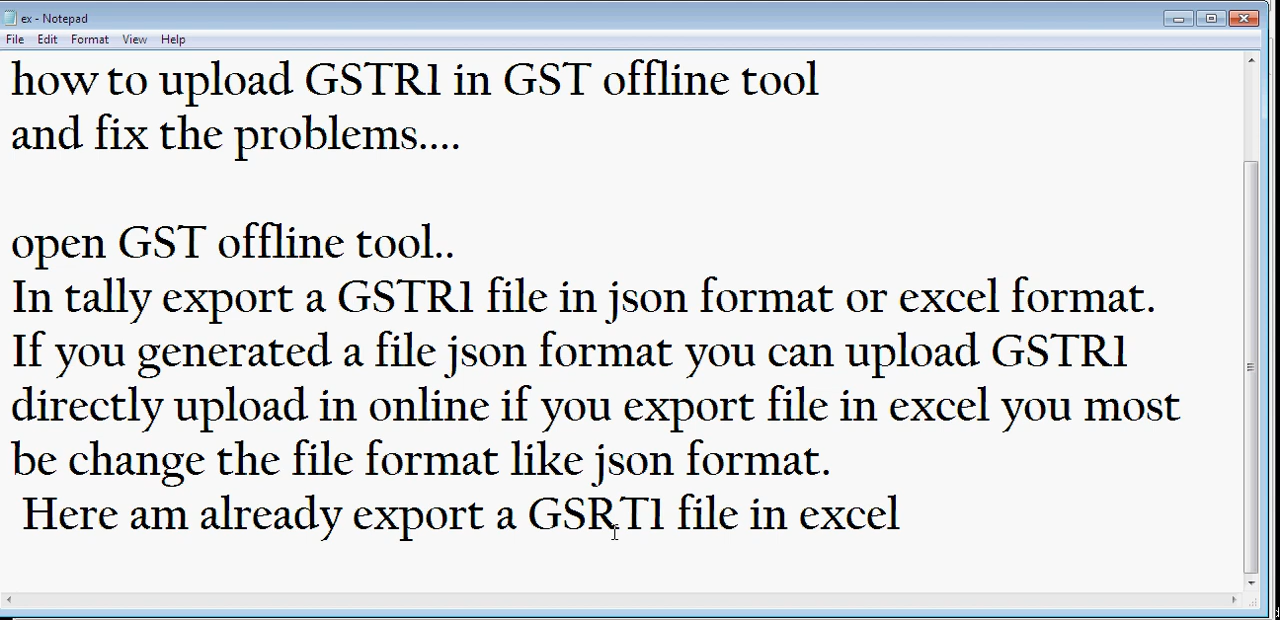 ex - Notepad
File Edit Format View Help
how to upload GSTR1 in GST offline tool
and fix the problems....
open GST offline tool..
In tally export a GSTR1 file in json format or excel format.
If you generated a file json format you can upload GSTR1
directly upload in online if you export file in excel you most
be change the file format like json format.
Here am already export a GSRT1 file in excel